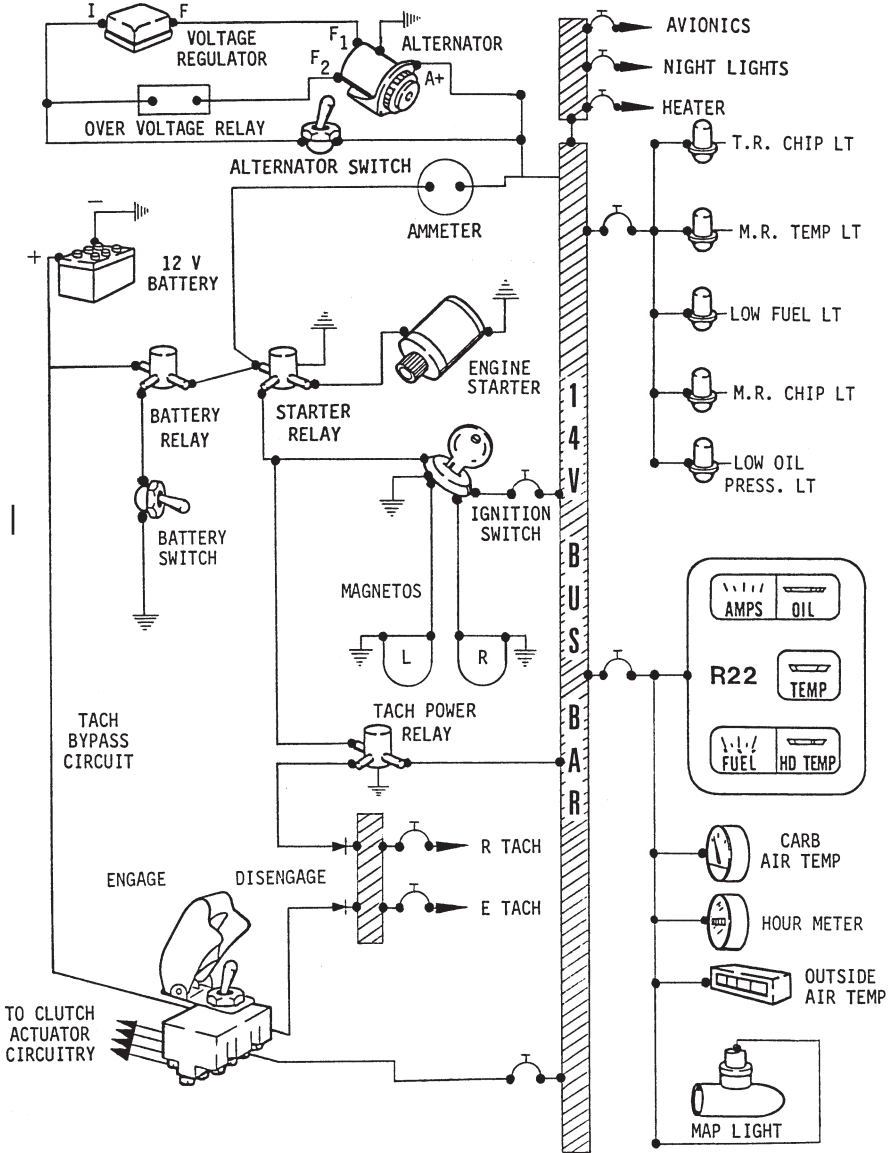 I
F
VOLTAGE
REGULATOR
F1
F2
ALTERNATOR
A+
OVER VOLTAGE RELAY
ALTERNATOR SWITCH
AMMETER
AVIONICS
NIGHT LIGHTS
HEATER
T.R. CHIP LT
M.R. TEMP LT
LOW FUEL LT
M.R. CHIP LT
LOW OIL
PRESS. LT
−
+
12 V
BATTERY
BATTERY
RELAY
STARTER
RELAY
ENGINE
STARTER
BATTERY
SWITCH
IGNITION
SWITCH
MAGNETOS
L
R
14V BUS BAR
TACH POWER
RELAY
TACH
BYPASS
CIRCUIT
R TACH
E TACH
ENGAGE
DISENGAGE
TO CLUTCH
ACTUATOR
CIRCUITRY
AMPS
OIL
R22
TEMP
FUEL
HD TEMP
CARB
AIR TEMP
HOUR METER
OUTSIDE
AIR TEMP
MAP LIGHT